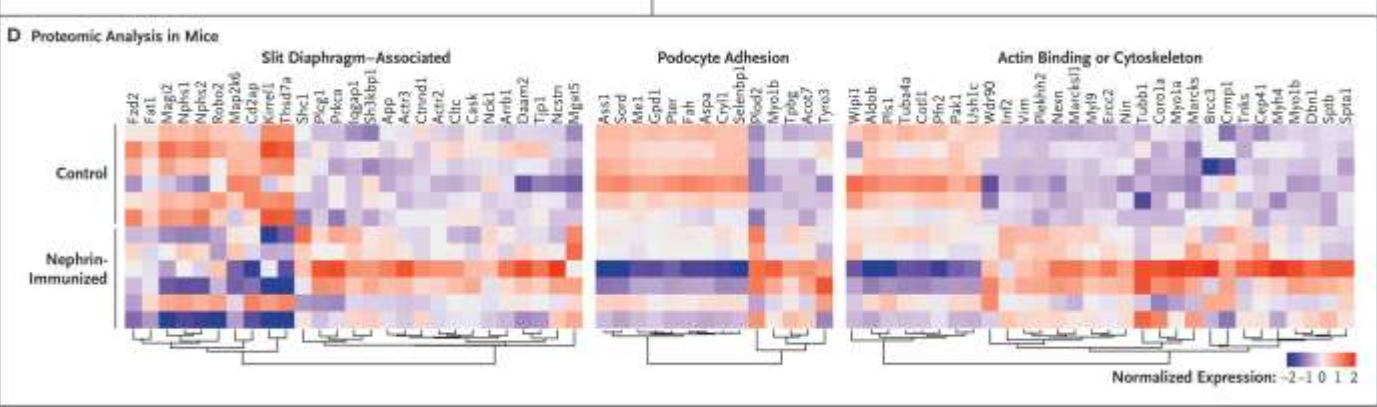 D Proteomic Analysis in Mice
Slit Diaphragm–Associated
Podocyte Adhesion
Actin Binding or Cytoskeleton
Fzd2 Fat1 Magi2 Nphs1 Nphs2 Robo2 Map2k6 Cd2ap Kirrel1 Thsd7a Shc1 Plcg1 Prkca Iqgap1 Sh3kbp1 App Actr3 Ctnnd1 Actr2 Cltc Cask Nck1 Arrb1 Daam2 Tjp1 Ncstn Mgat5
Ass1 Sord Me1 Gpd1 Pter Fah Aspa Cryl1 Selenbp1 Plod2 Myo1b Tpbg Acot7 Tyro3
Wipi1 Aldob Pls1 Tuba4a Cotl1 Pfn2 Pak1 Ush1c Wdr90 Inf2 Vim Plekhh2 Nexn Marcksl1 Myl9 Ercc2 Nin Tubb1 Coro1a Myo1a Marcks Brcc3 Crmp1 Tnks Cep41 Myh4 Myo1b Dbn1 Sptb Spta1
Control
Nephrin-
Immunized
Normalized Expression: –2 –1 0 1 2